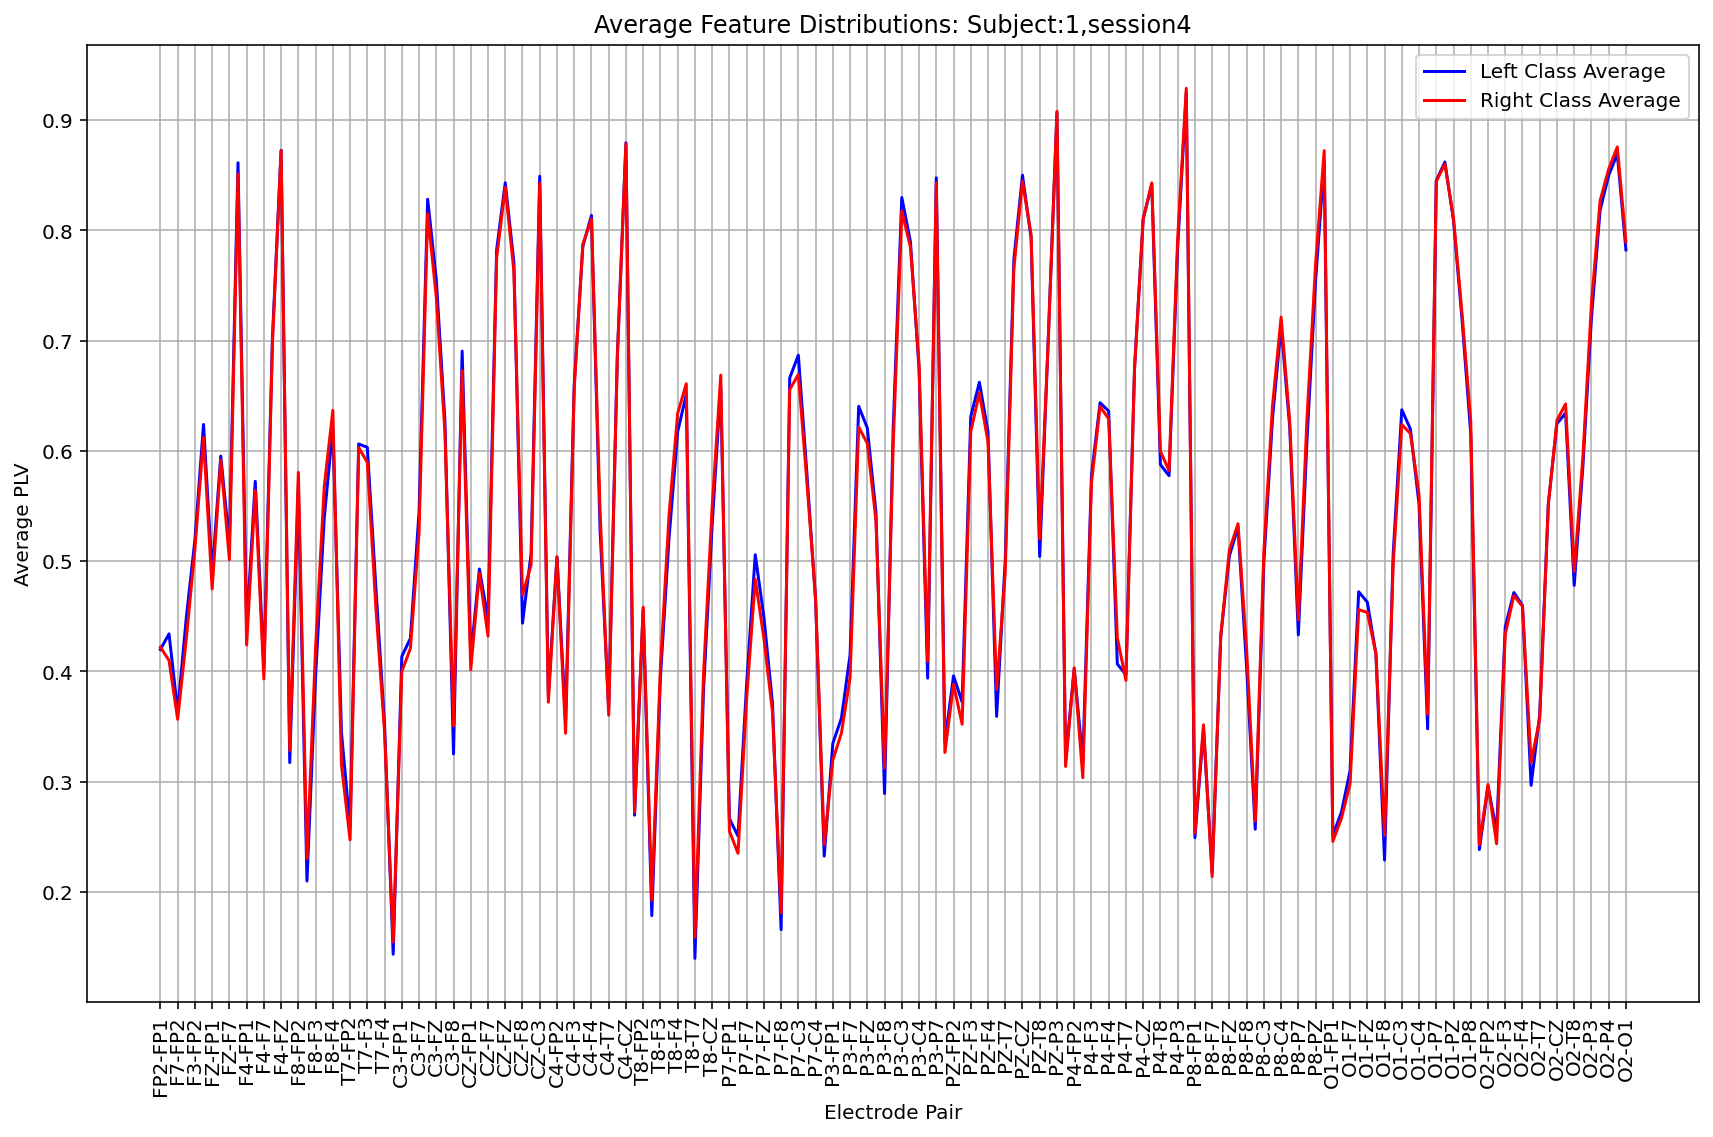 Average Feature Distributions: Subject:1,session4
Left Class Average
Right Class Average
Average PLV
0.9
0.8
0.7
0.6
0.5
0.4
0.3
0.2
FP2-FP1
F7-FP2
F3-FP2
FZ-FP1
FZ-F7
F4-FP1
F4-F7
F4-FZ
F8-FP2
F8-F3
F8-F4
T7-FP2
T7-F3
T7-F4
C3-FP1
C3-F7
C3-FZ
C3-F8
CZ-FP1
CZ-F7
CZ-FZ
CZ-F8
CZ-C3
C4-FP2
C4-F3
C4-F4
C4-T7
C4-CZ
T8-FP2
T8-F3
T8-F4
T8-T7
T8-CZ
P7-FP1
P7-F7
P7-FZ
P7-F8
P7-C3
P7-C4
P3-FP1
P3-F7
P3-FZ
P3-F8
P3-C3
P3-C4
P3-P7
PZ-FP2
PZ-F3
PZ-F4
PZ-T7
PZ-CZ
PZ-T8
PZ-P3
P4-FP2
P4-F3
P4-F4
P4-T7
P4-CZ
P4-T8
P4-P3
P8-FP1
P8-F7
P8-FZ
P8-F8
P8-C3
P8-C4
P8-P7
P8-PZ
O1-FP1
O1-F7
O1-FZ
O1-F8
O1-C3
O1-C4
O1-P7
O1-PZ
O1-P8
O2-FP2
O2-F3
O2-F4
O2-T7
O2-CZ
O2-T8
O2-P3
O2-P4
O2-O1
Electrode Pair